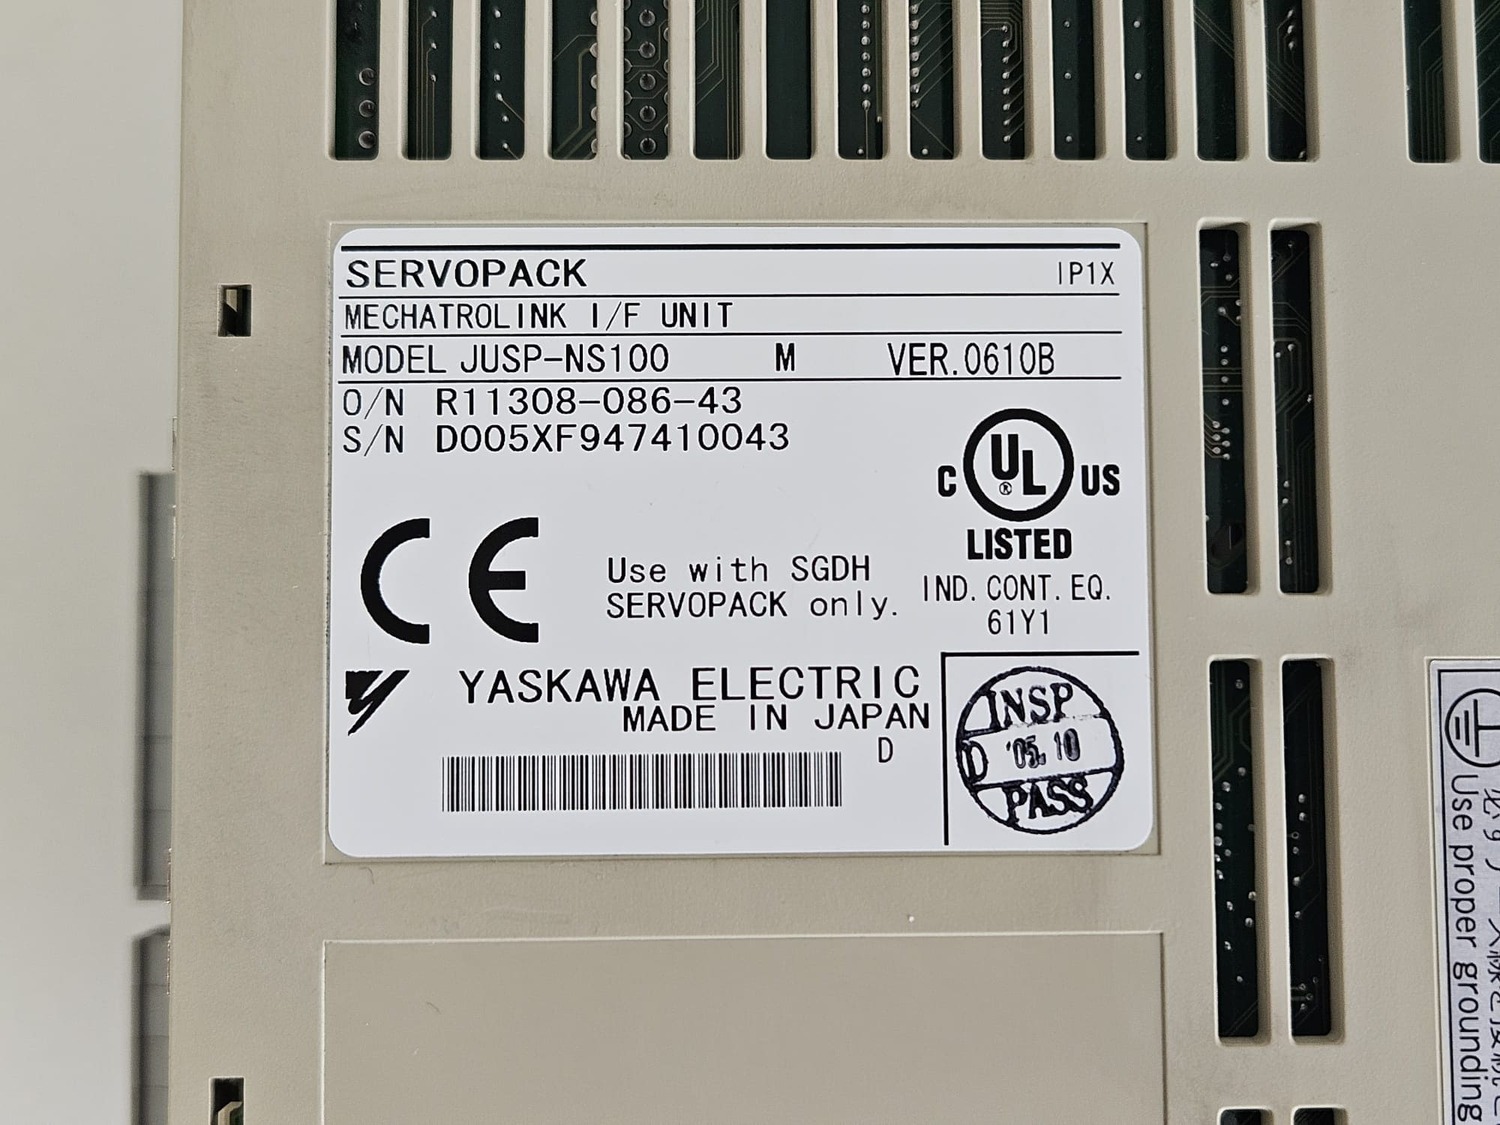 SERVOPACK IP1X
MECHATROLINK I/F UNIT
MODEL JUSP-NS100 M VER.0610B
O/N R11308-086-43
S/N D005XF947410043
C UL ® US
LISTED
IND. CONT. EQ.
61Y1
CE
Use with SGDH
SERVOPACK only.
YASKAWA ELECTRIC
MADE IN JAPAN
D
INSP
D '05.10
PASS
Use proper grounding